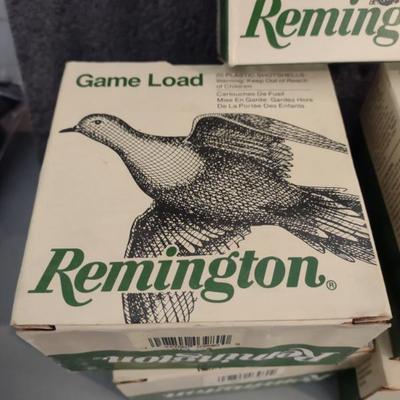 Remington
Game Load
25 PLASTIC SHOTSHELLS
Warning: Keep Out of Reach
of Children
Cartouches De Fusil
Mise En Garde: Gardez Hors
De La Portée Des Enfants.
Remington®
Remington